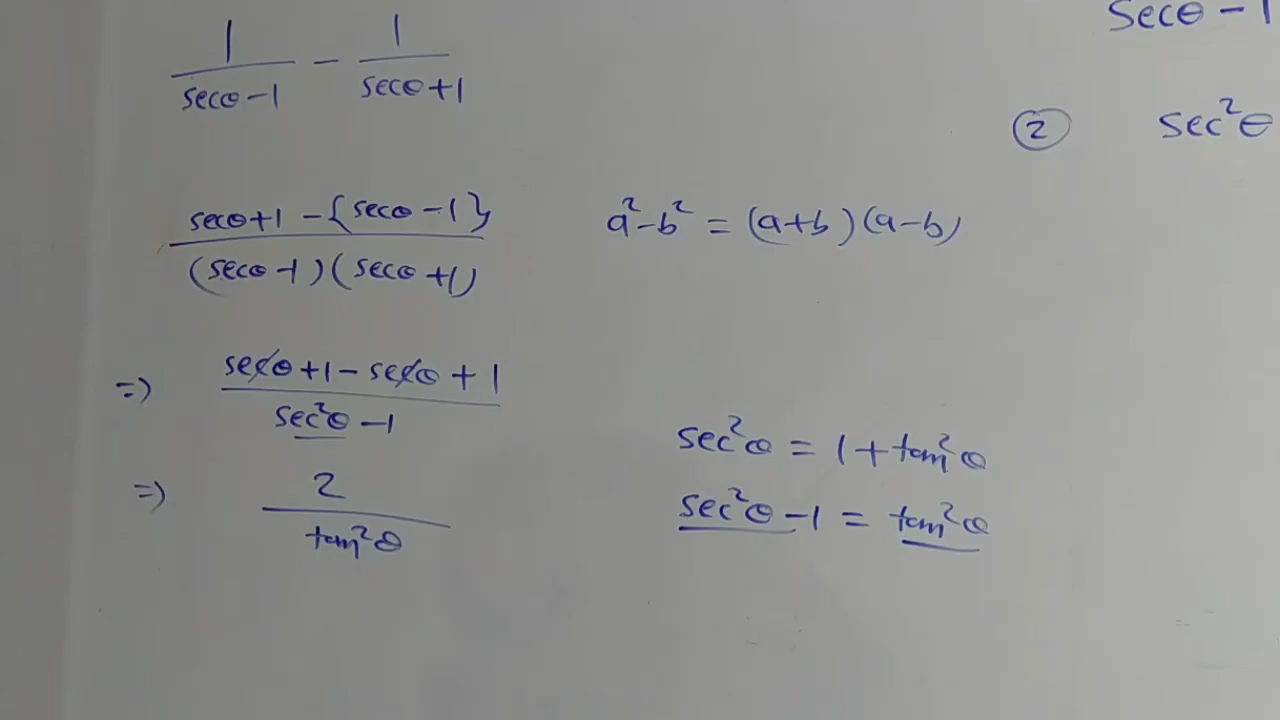 1/(secθ-1) - 1/(secθ+1)
(secθ+1 - {secθ-1})/((secθ-1)(secθ+1))
a²-b² = (a+b)(a-b)
=> (secθ+1-secθ+1)/(sec²θ-1)
=> 2/tan²θ
sec²θ = 1+tan²θ
sec²θ-1 = tan²θ
secθ-1
② sec²θ